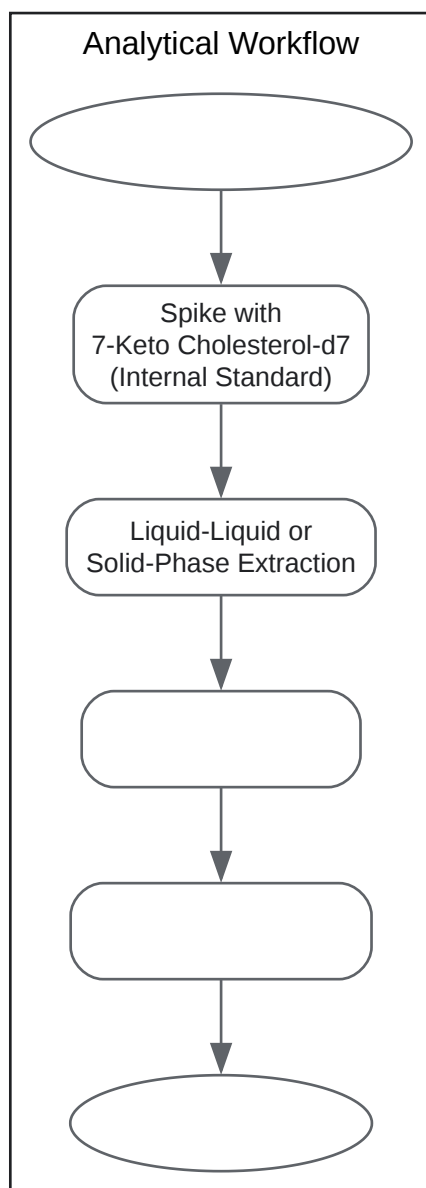 Analytical Workflow
Spike with
7-Keto Cholesterol-d7
(Internal Standard)
Liquid-Liquid or
Solid-Phase Extraction